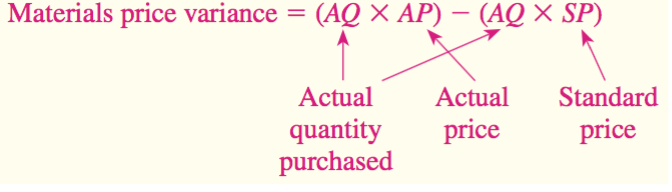 Materials price variance = (AQ × AP) − (AQ × SP)
Actual quantity purchased
Actual price
Standard price